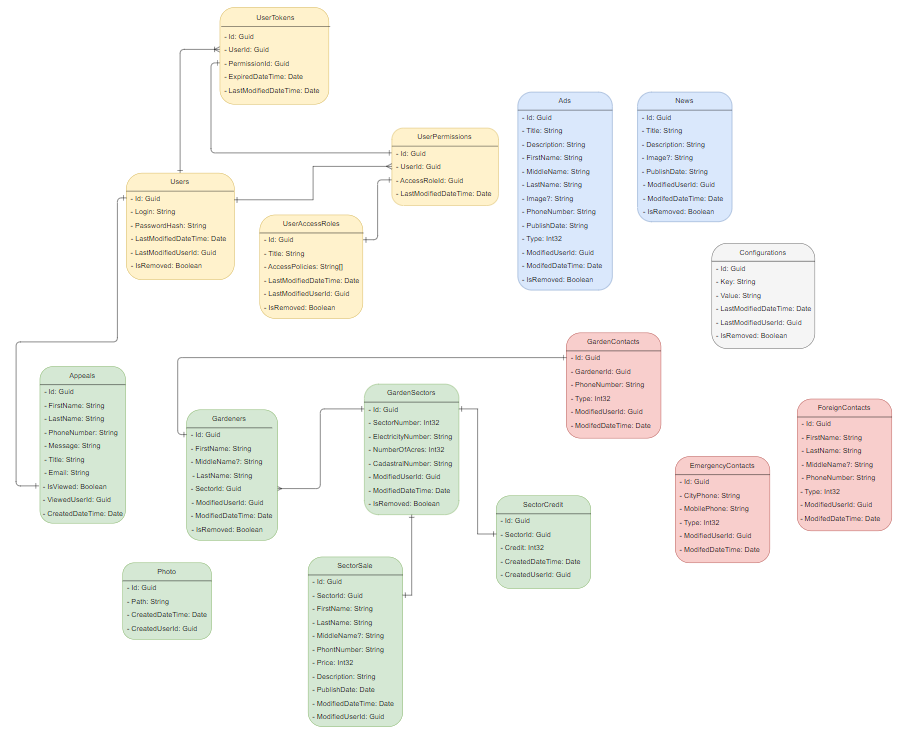 UserTokens
- Id: Guid
- UserId: Guid
- PermissionId: Guid
- ExpiredDateTime: Date
- LastModifiedDateTime: Date
Ads
- Id: Guid
- Title: String
- Description: String
- FirstName: String
- MiddleName: String
- LastName: String
- Image?: String
- PhoneNumber: String
- PublishDate: String
- Type: Int32
- ModifiedUserId: Guid
- ModifedDateTime: Date
- IsRemoved: Boolean
News
- Id: Guid
- Title: String
- Description: String
- Image?: String
- PublishDate: String
- ModifiedUserId: Guid
- ModifedDateTime: Date
- IsRemoved: Boolean
UserPermissions
- Id: Guid
- UserId: Guid
- AccessRoleId: Guid
- LastModifiedDateTime: Date
Users
- Id: Guid
- Login: String
- PasswordHash: String
- LastModifiedDateTime: Date
- LastModifiedUserId: Guid
- IsRemoved: Boolean
UserAccessRoles
- Id: Guid
- Title: String
- AccessPolicies: String[]
- LastModifiedDateTime: Date
- LastModifiedUserId: Guid
- IsRemoved: Boolean
Configurations
- Id: Guid
- Key: String
- Value: String
- LastModifiedDateTime: Date
- LastModifiedUserId: Guid
- IsRemoved: Boolean
GardenContacts
- Id: Guid
- GardenerId: Guid
- PhoneNumber: String
- Type: Int32
- ModifiedUserId: Guid
- ModifedDateTime: Date
Appeals
- Id: Guid
- FirstName: String
- LastName: String
- PhoneNumber: String
- Message: String
- Title: String
- Email: String
- IsViewed: Boolean
- ViewedUserId: Guid
- CreatedDateTime: Date
Gardeners
- Id: Guid
- FirstName: String
- MiddleName?: String
- LastName: String
- SectorId: Guid
- ModifiedUserId: Guid
- ModifiedDateTime: Date
- IsRemoved: Boolean
GardenSectors
- Id: Guid
- SectorNumber: Int32
- ElectricityNumber: String
- NumberOfAcres: Int32
- CadastralNumber: String
- ModifiedUserId: Guid
- ModifiedDateTime: Date
- IsRemoved: Boolean
ForeignContacts
- Id: Guid
- FirstName: String
- LastName: String
- MiddleName?: String
- PhoneNumber: String
- Type: Int32
- ModifiedUserId: Guid
- ModifedDateTime: Date
EmergencyContacts
- Id: Guid
- CityPhone: String
- MobilePhone: String
- Type: Int32
- ModifiedUserId: Guid
- ModifedDateTime: Date
SectorCredit
- Id: Guid
- SectorId: Guid
- Credit: Int32
- CreatedDateTime: Date
- CreatedUserId: Guid
Photo
- Id: Guid
- Path: String
- CreatedDateTime: Date
- CreatedUserId: Guid
SectorSale
- Id: Guid
- SectorId: Guid
- FirstName: String
- LastName: String
- MiddleName?: String
- PhontNumber: String
- Price: Int32
- Description: String
- PublishDate: Date
- ModifiedDateTime: Date
- ModifiedUserId: Guid